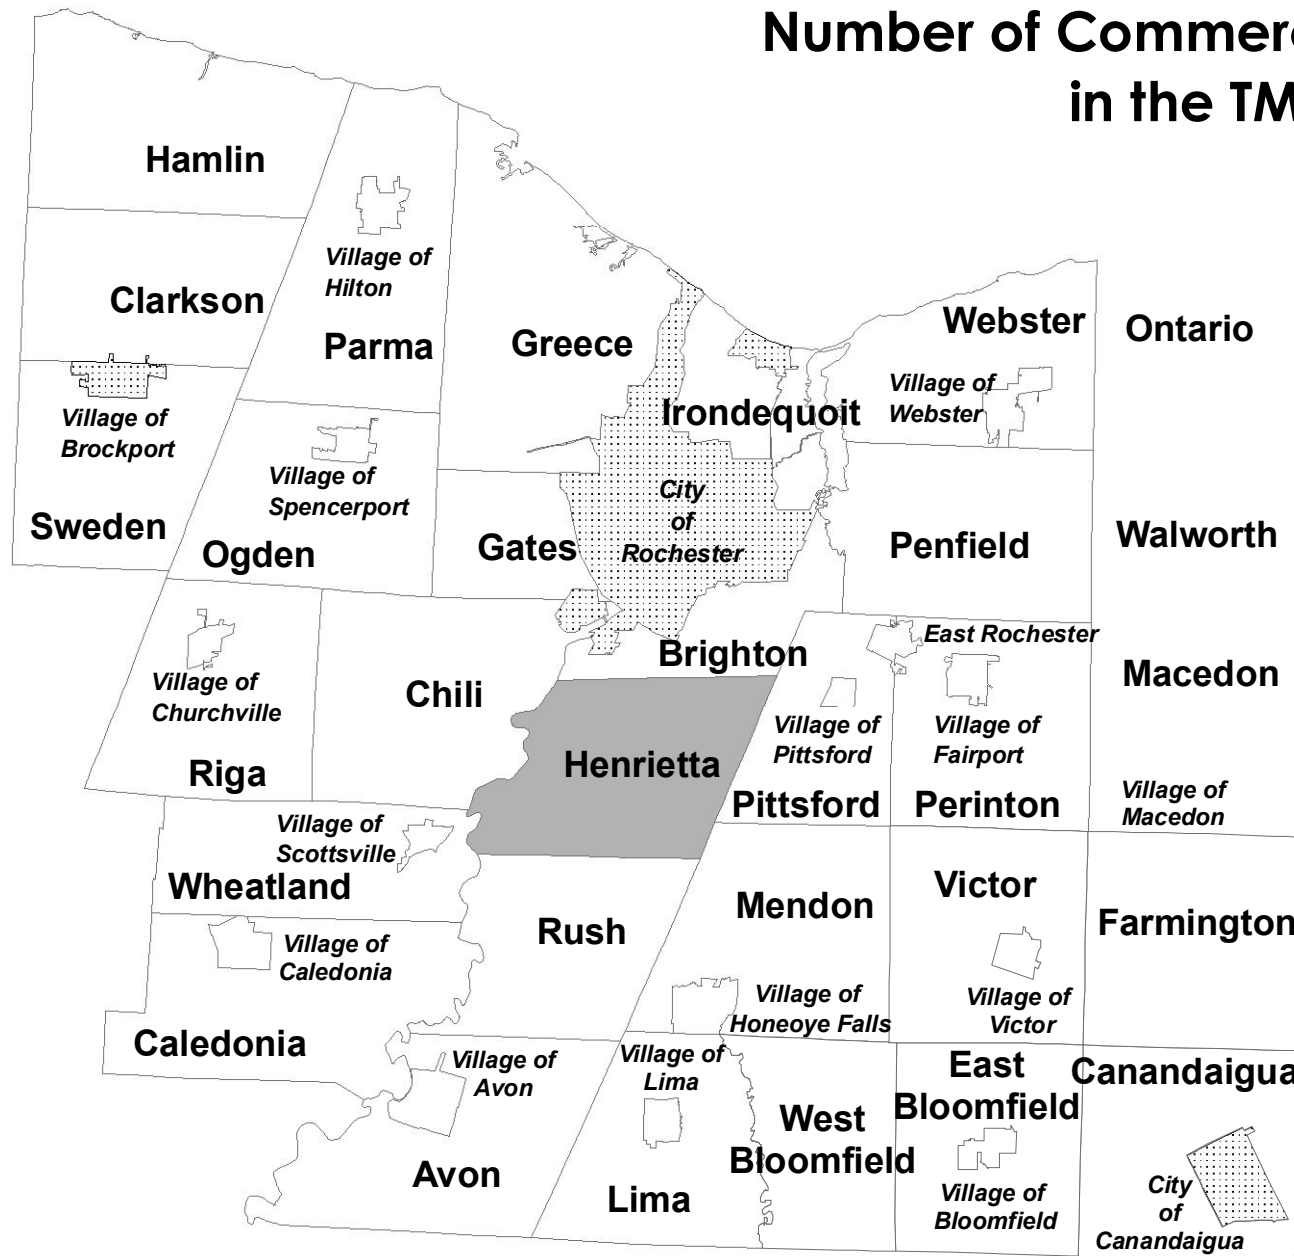 Number of Commer
in the TM
Hamlin
Village of
Hilton
Clarkson
Parma
Greece
Webster
Ontario
Village of
Webster
Irondequoit
Village of
Brockport
Village of
Spencerport
City
of
Rochester
Sweden
Ogden
Gates
Penfield
Walworth
East Rochester
Brighton
Village of
Churchville
Chili
Macedon
Village of
Pittsford
Village of
Fairport
Henrietta
Riga
Pittsford
Perinton
Village of
Macedon
Village of
Scottsville
Wheatland
Victor
Mendon
Farmington
Rush
Village of
Caledonia
Village of
Honeoye Falls
Village of
Victor
Caledonia
Village of
Avon
Village of
Lima
East
Bloomfield
Canandaigua
West
Bloomfield
Avon
Lima
Village of
Bloomfield
City
of
Canandaigua